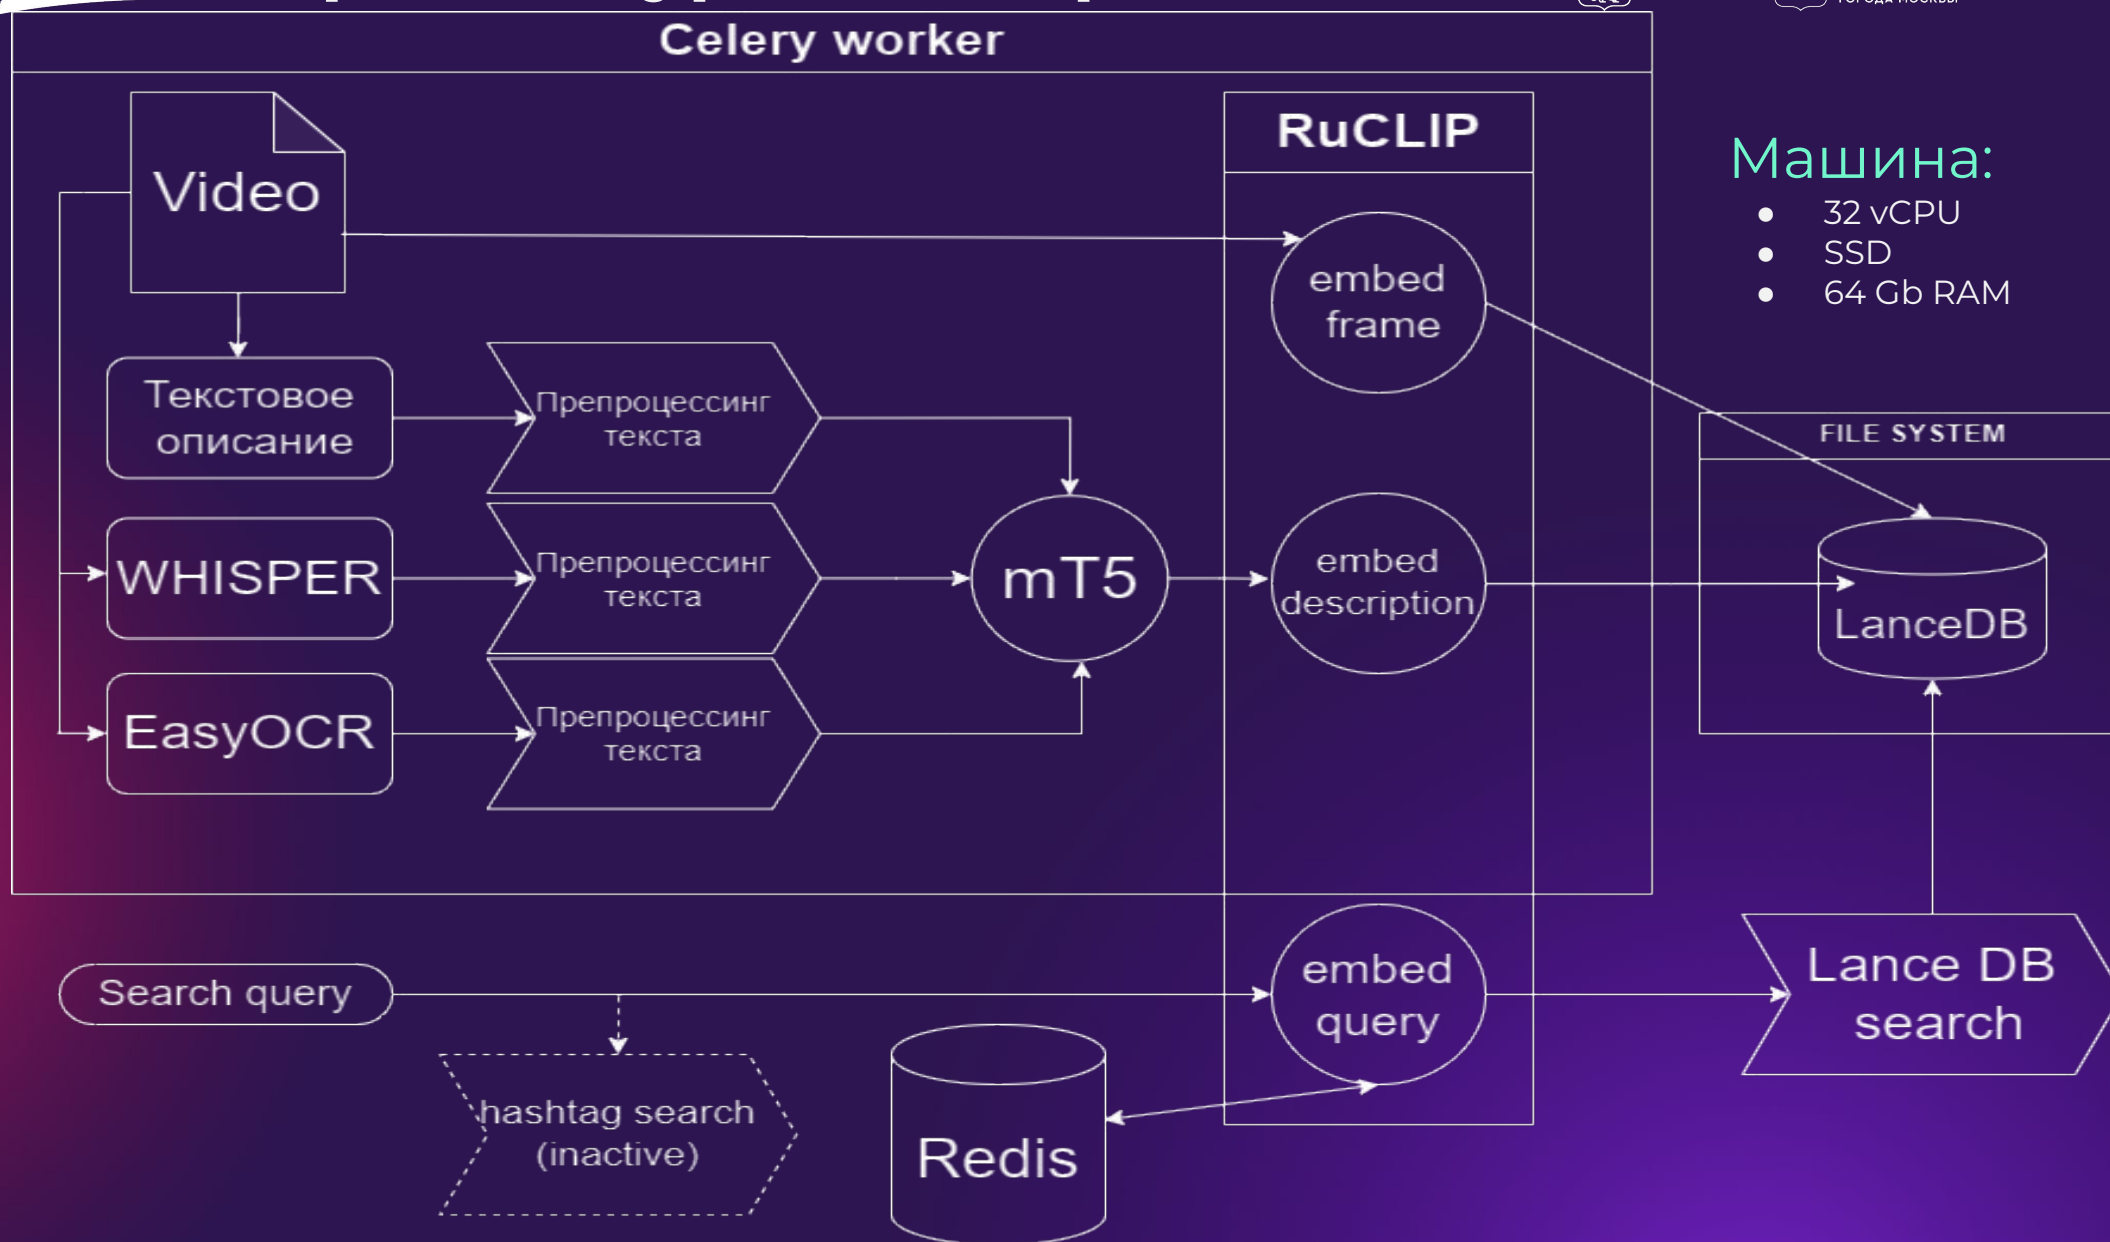 ГОРОДА МОСКВЫ
Celery worker
Video
RuCLIP
Машина:
● 32 vCPU
● SSD
● 64 Gb RAM
embed
frame
Текстовое
описание
Препроцессинг
текста
FILE SYSTEM
WHISPER
Препроцессинг
текста
mT5
embed
description
LanceDB
EasyOCR
Препроцессинг
текста
Search query
embed
query
Lance DB
search
hashtag search
(inactive)
Redis